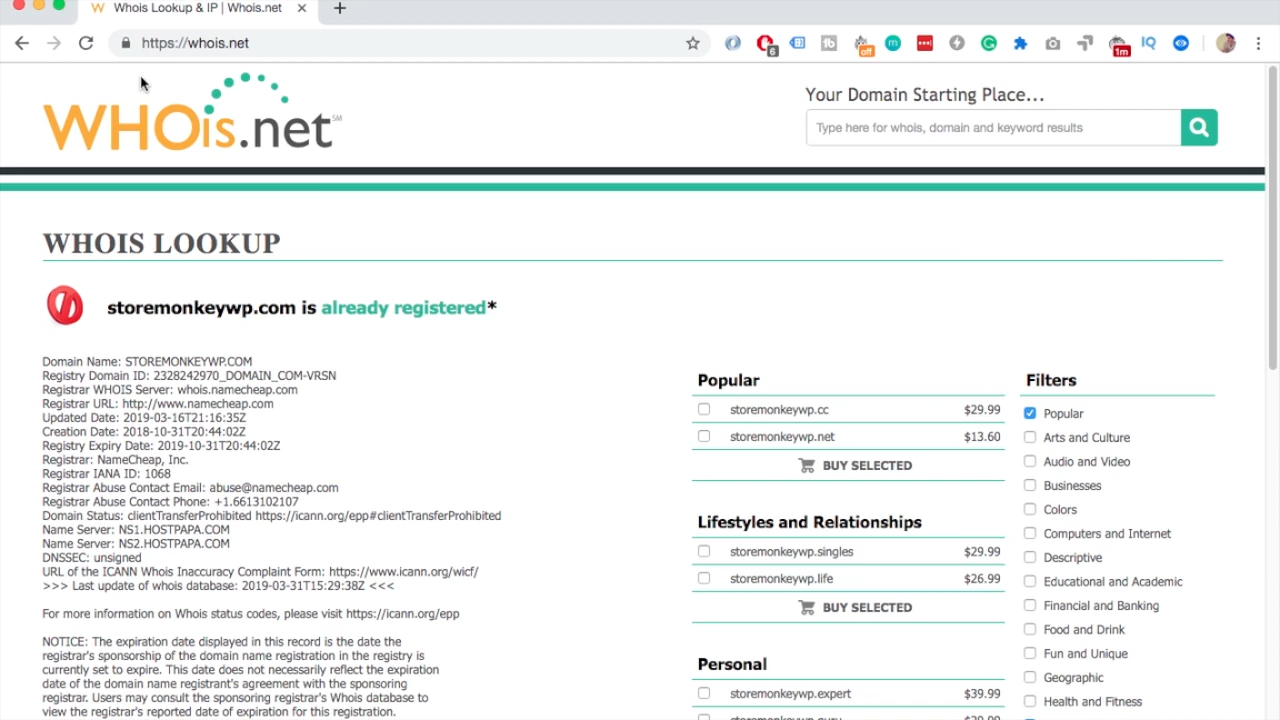 Whois Lookup & IP | Whois.net
https://whois.net
6
off
1m
IQ
WHOis.net
SM
Your Domain Starting Place...
Type here for whois, domain and keyword results
WHOIS LOOKUP
storemonkeywp.com is already registered*
Domain Name: STOREMONKEYWP.COM
Registry Domain ID: 2328242970_DOMAIN_COM-VRSN
Registrar WHOIS Server: whois.namecheap.com
Registrar URL: http://www.namecheap.com
Updated Date: 2019-03-16T21:16:35Z
Creation Date: 2018-10-31T20:44:02Z
Registry Expiry Date: 2019-10-31T20:44:02Z
Registrar: NameCheap, Inc.
Registrar IANA ID: 1068
Registrar Abuse Contact Email: abuse@namecheap.com
Registrar Abuse Contact Phone: +1.6613102107
Domain Status: clientTransferProhibited https://icann.org/epp#clientTransferProhibited
Name Server: NS1.HOSTPAPA.COM
Name Server: NS2.HOSTPAPA.COM
DNSSEC: unsigned
URL of the ICANN Whois Inaccuracy Complaint Form: https://www.icann.org/wicf/
>>> Last update of whois database: 2019-03-31T15:29:38Z <<<
For more information on Whois status codes, please visit https://icann.org/epp
NOTICE: The expiration date displayed in this record is the date the
registrar's sponsorship of the domain name registration in the registry is
currently set to expire. This date does not necessarily reflect the expiration
date of the domain name registrant's agreement with the sponsoring
registrar. Users may consult the sponsoring registrar's Whois database to
view the registrar's reported date of expiration for this registration.
Popular
storemonkeywp.cc $29.99
storemonkeywp.net $13.60
BUY SELECTED
Lifestyles and Relationships
storemonkeywp.singles $29.99
storemonkeywp.life $26.99
BUY SELECTED
Personal
storemonkeywp.expert $39.99
storemonkeywp.guru $29.99
Filters
Popular
Arts and Culture
Audio and Video
Businesses
Colors
Computers and Internet
Descriptive
Educational and Academic
Financial and Banking
Food and Drink
Fun and Unique
Geographic
Health and Fitness